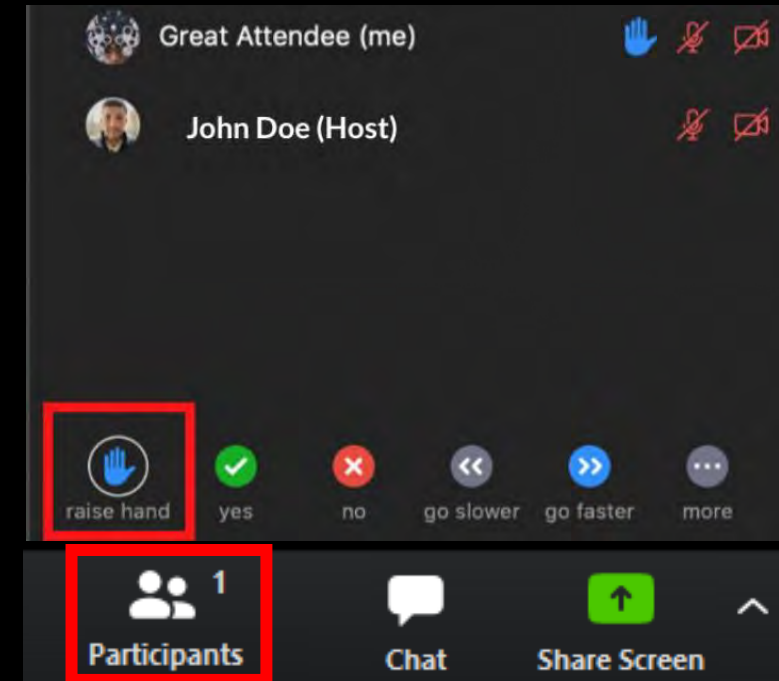 Great Attendee (me)
John Doe (Host)
raise hand yes no go slower go faster more
1
Participants Chat Share Screen